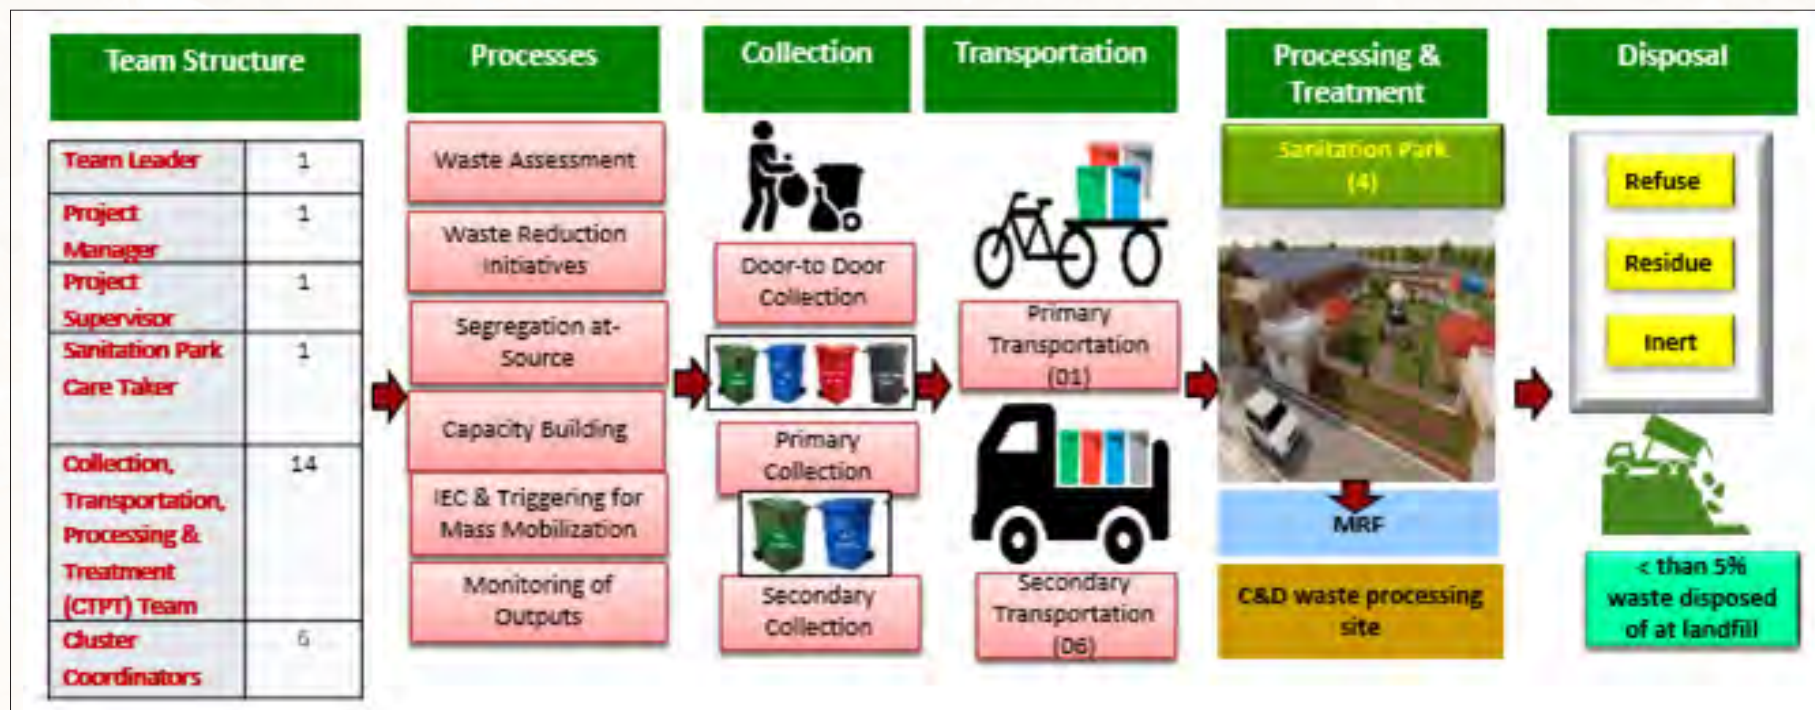 Team Structure
Team Leader 1
Project 1
Manager
Project 1
Supervisor
Sanitation Park 1
Care Taker
Collection, 14
Transportation,
Processing &
Treatment
(CTPT) Team
Cluster 6
Coordinators
Processes
Waste Assessment
Waste Reduction
Initiatives
Segregation at-
Source
Capacity Building
IEC & Triggering for
Mass Mobilization
Monitoring of
Outputs
Collection
Door-to Door
Collection
Primary
Collection
Secondary
Collection
Transportation
Primary
Transportation
(01)
Secondary
Transportation
(06)
Processing &
Treatment
Sanitation Park
(4)
MRF
C&D waste processing
site
Disposal
Refuse
Residue
Inert
< than 5%
waste disposed
of at landfill